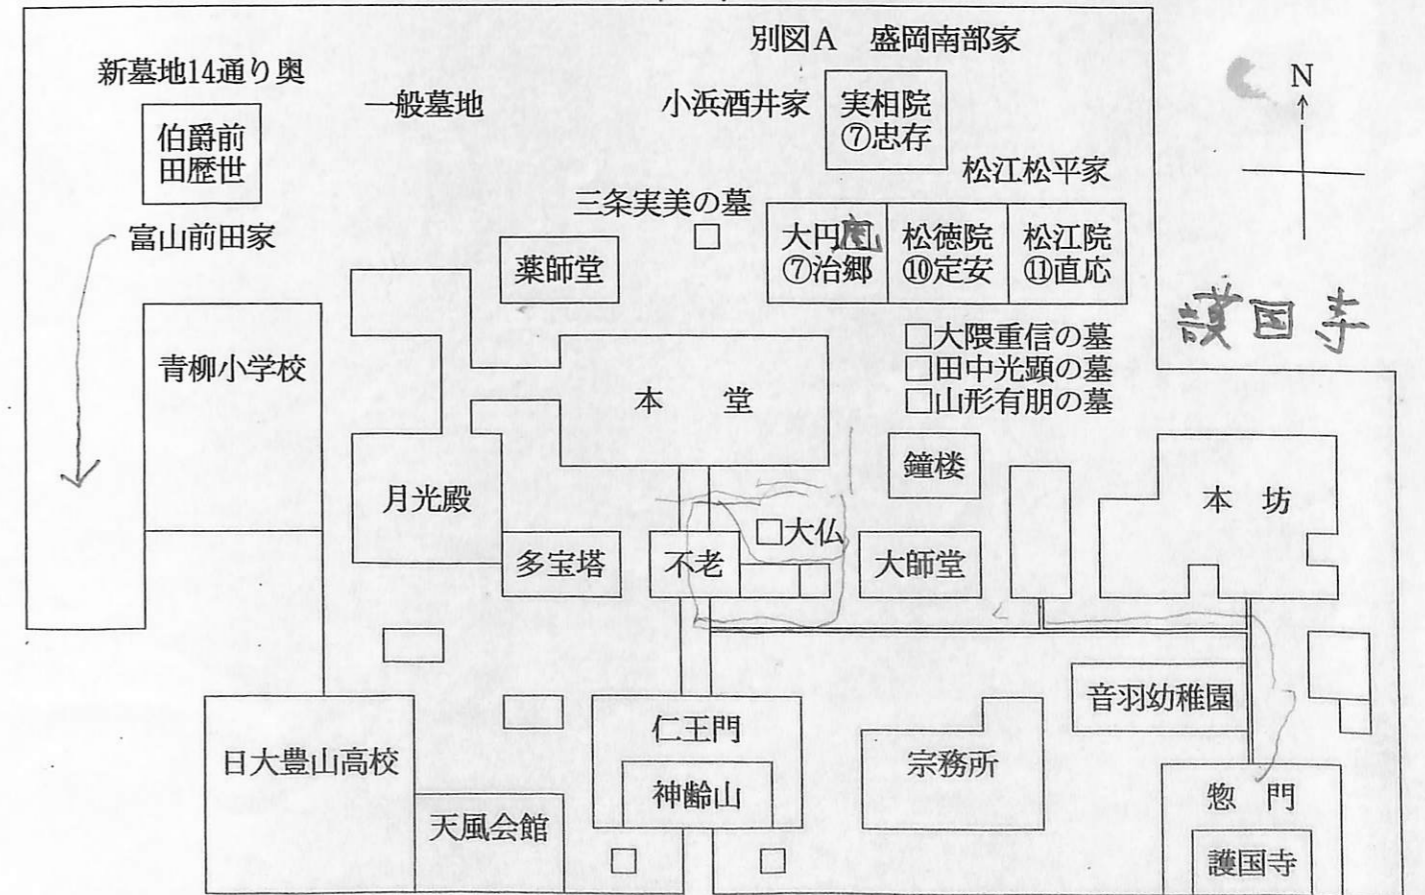 別図A 盛岡南部家
新墓地14通り奥
伯爵前
田歴世
一般墓地
小浜酒井家
実相院
⑦忠存
N
松江松平家
富山前田家
三条実美の墓
□
薬師堂
大円庵
⑦治郷
松徳院
⑩定安
松江院
⑪直応
護国寺
青柳小学校
本 堂
□大隈重信の墓
□田中光顕の墓
□山形有朋の墓
鐘楼
月光殿
本 坊
□大仏
多宝塔
不老
大師堂
音羽幼稚園
仁王門
神齢山
日大豊山高校
天風会館
宗務所
惣 門
護国寺